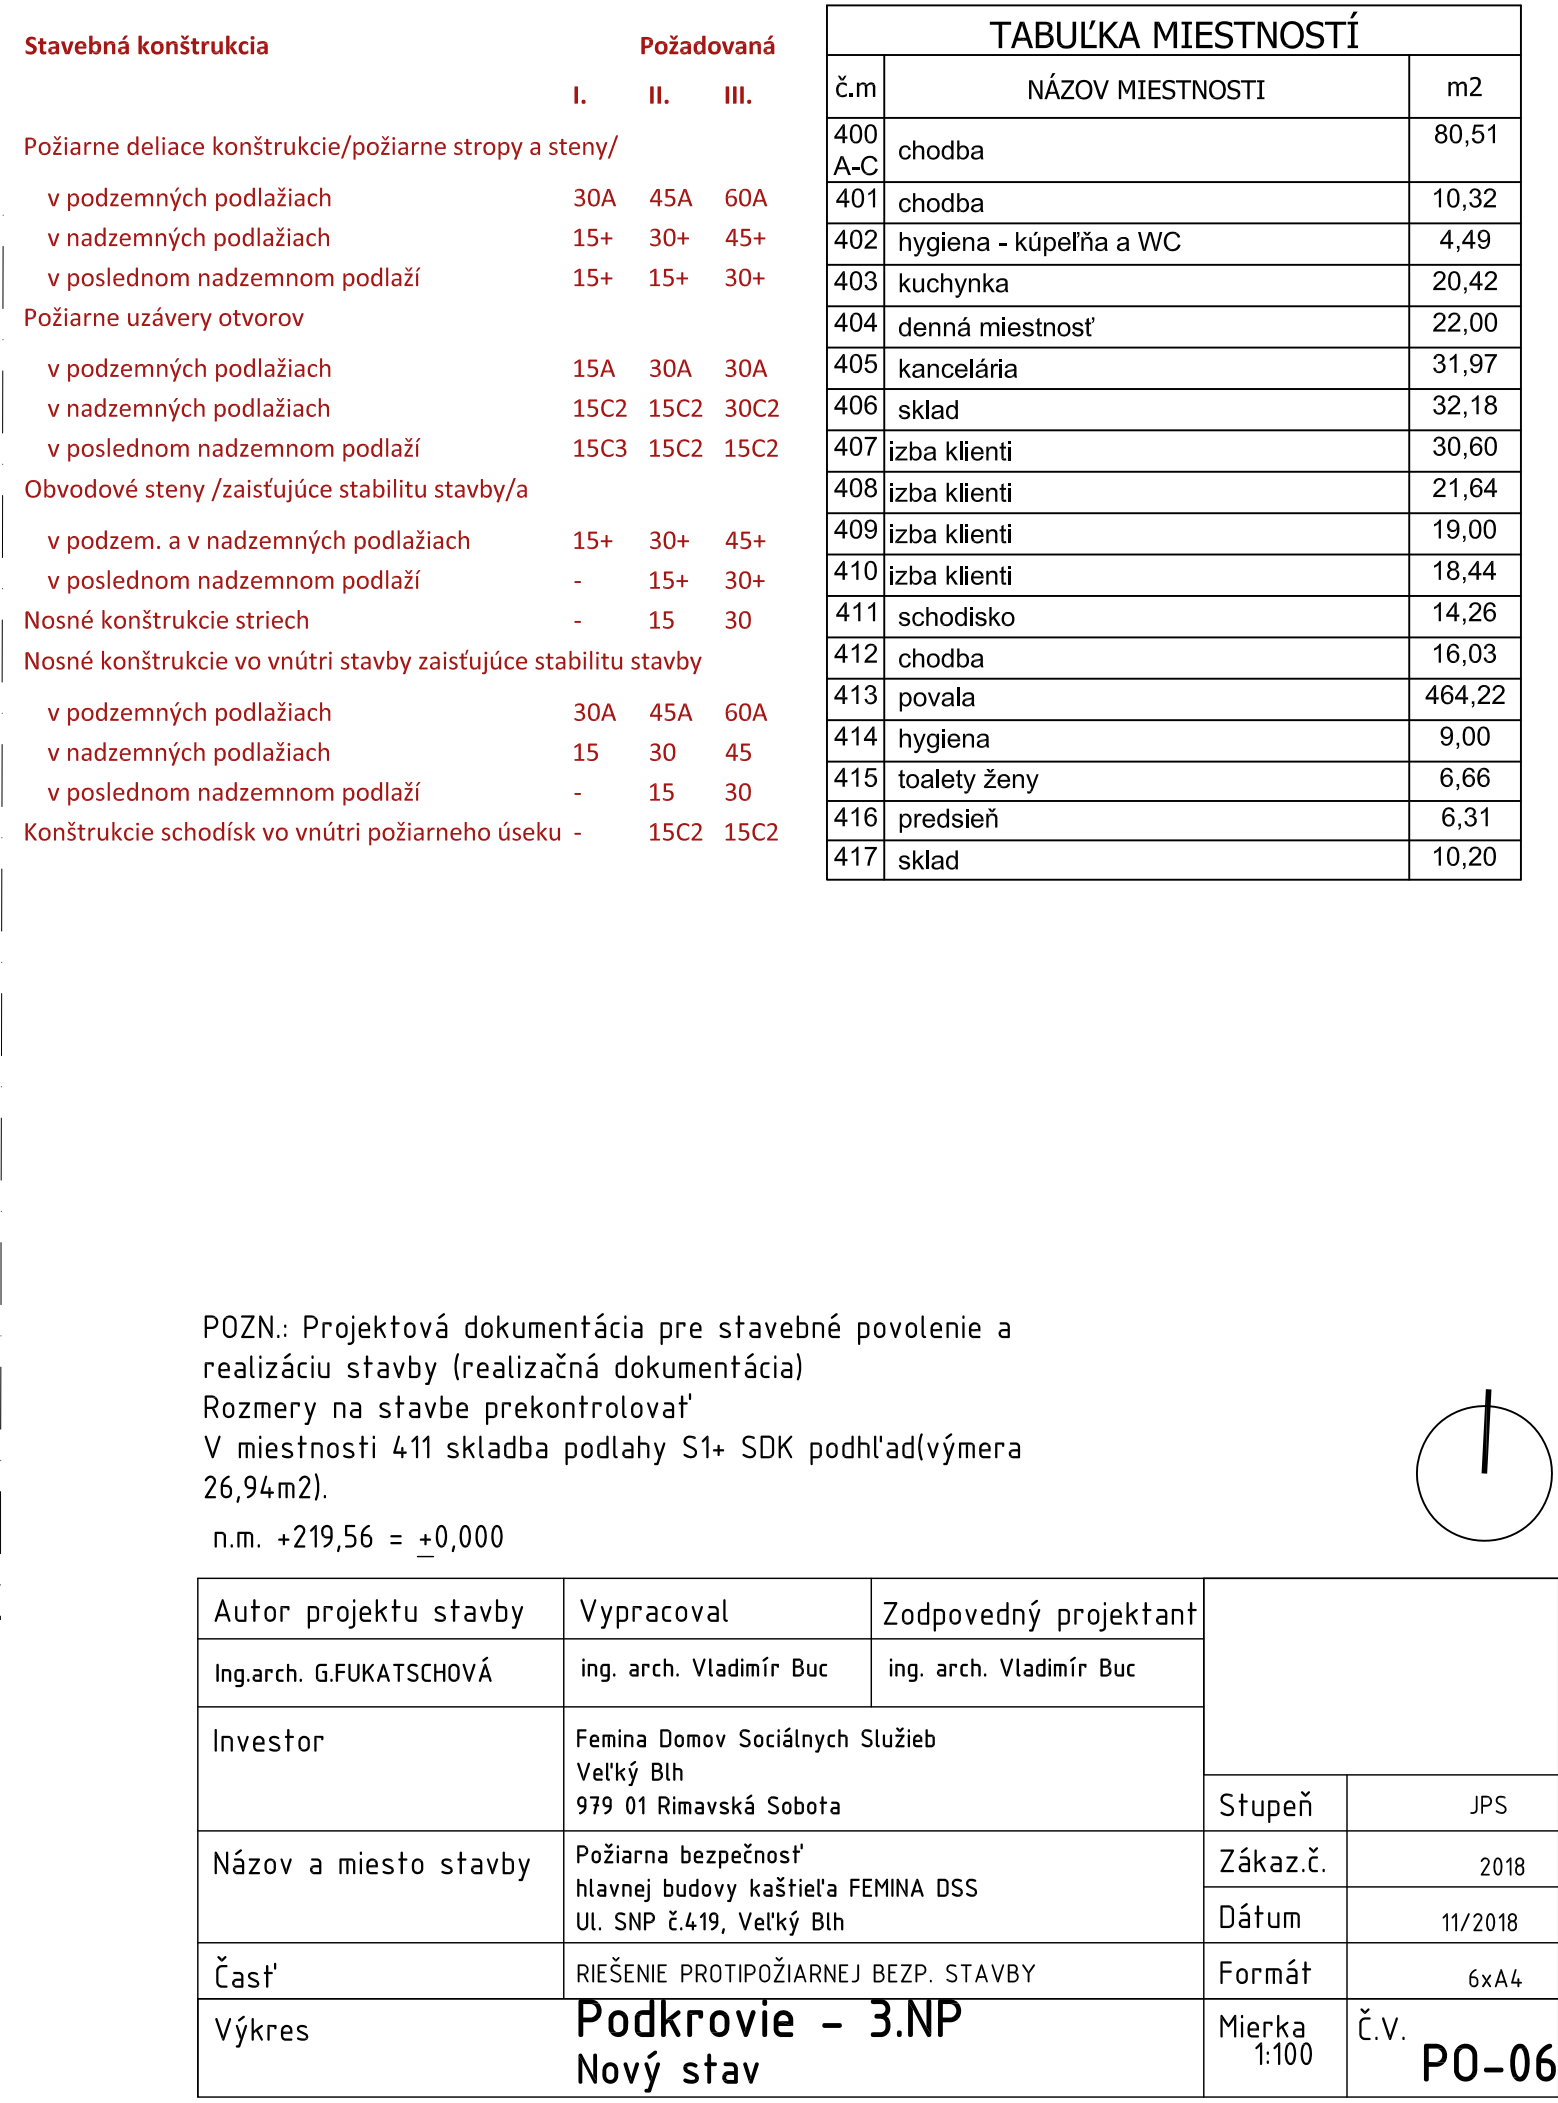 Stavebná konštrukcia Požadovaná
I. II. III.
Požiarne deliace konštrukcie/požiarne stropy a steny/
v podzemných podlažiach 30A 45A 60A
v nadzemných podlažiach 15+ 30+ 45+
v poslednom nadzemnom podlaží 15+ 15+ 30+
Požiarne uzávery otvorov
v podzemných podlažiach 15A 30A 30A
v nadzemných podlažiach 15C2 15C2 30C2
v poslednom nadzemnom podlaží 15C3 15C2 15C2
Obvodové steny /zaisťujúce stabilitu stavby/a
v podzem. a v nadzemných podlažiach 15+ 30+ 45+
v poslednom nadzemnom podlaží - 15+ 30+
Nosné konštrukcie striech - 15 30
Nosné konštrukcie vo vnútri stavby zaisťujúce stabilitu stavby
v podzemných podlažiach 30A 45A 60A
v nadzemných podlažiach 15 30 45
v poslednom nadzemnom podlaží - 15 30
Konštrukcie schodísk vo vnútri požiarneho úseku - 15C2 15C2
TABUĽKA MIESTNOSTÍ
č.m NÁZOV MIESTNOSTI m2
400 A-C chodba 80,51
401 chodba 10,32
402 hygiena - kúpeľňa a WC 4,49
403 kuchynka 20,42
404 denná miestnosť 22,00
405 kancelária 31,97
406 sklad 32,18
407 izba klienti 30,60
408 izba klienti 21,64
409 izba klienti 19,00
410 izba klienti 18,44
411 schodisko 14,26
412 chodba 16,03
413 povala 464,22
414 hygiena 9,00
415 toalety ženy 6,66
416 predsieň 6,31
417 sklad 10,20
POZN.: Projektová dokumentácia pre stavebné povolenie a
realizáciu stavby (realizačná dokumentácia)
Rozmery na stavbe prekontrolovať
V miestnosti 411 skladba podlahy S1+ SDK podhľad(výmera
26,94m2).
n.m. +219,56 = ±0,000
Autor projektu stavby Vypracoval Zodpovedný projektant
Ing.arch. G.FUKATSCHOVÁ ing. arch. Vladimír Buc ing. arch. Vladimír Buc
Investor Femina Domov Sociálnych Služieb
Veľký Blh
979 01 Rimavská Sobota
Stupeň JPS
Názov a miesto stavby Požiarna bezpečnosť
hlavnej budovy kaštieľa FEMINA DSS
Ul. SNP č.419, Veľký Blh
Zákaz.č. 2018
Dátum 11/2018
Časť RIEŠENIE PROTIPOŽIARNEJ BEZP. STAVBY
Formát 6xA4
Výkres Podkrovie - 3.NP
Nový stav
Mierka
1:100
Č.V.
PO-06